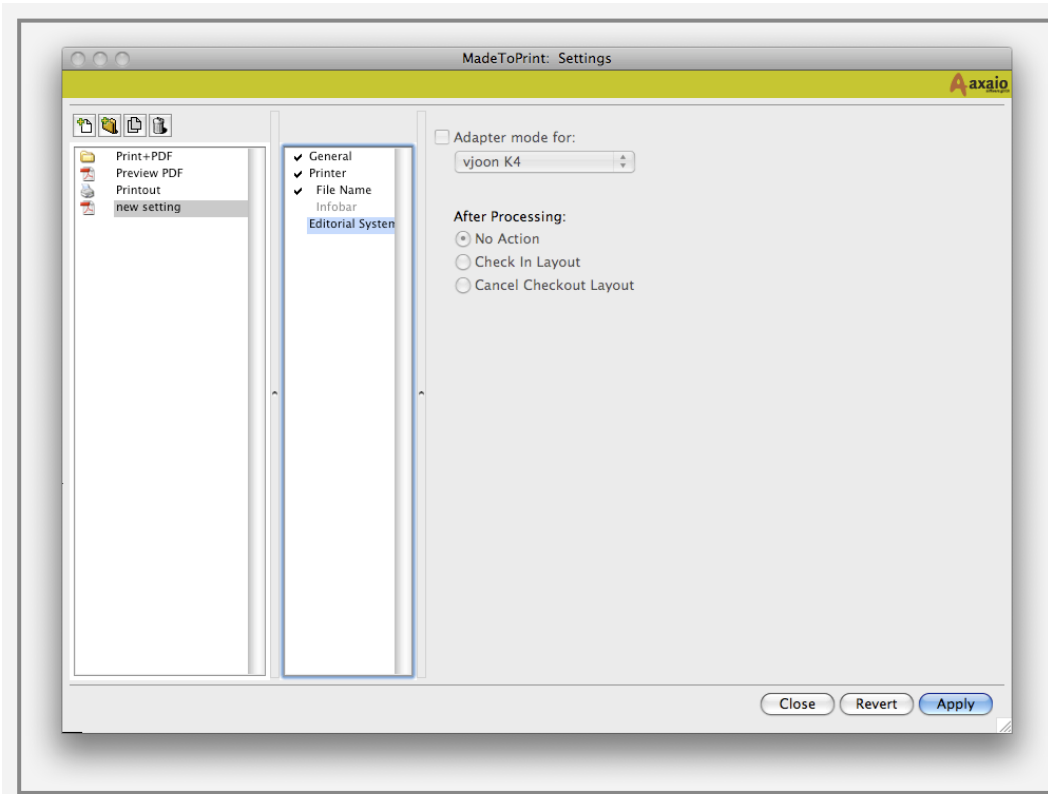 MadeToPrint: Settings
axaio
Print+PDF
Preview PDF
Printout
new setting
General
Printer
File Name
Infobar
Editorial System
Adapter mode for:
vjoon K4
After Processing:
No Action
Check In Layout
Cancel Checkout Layout
Close
Revert
Apply